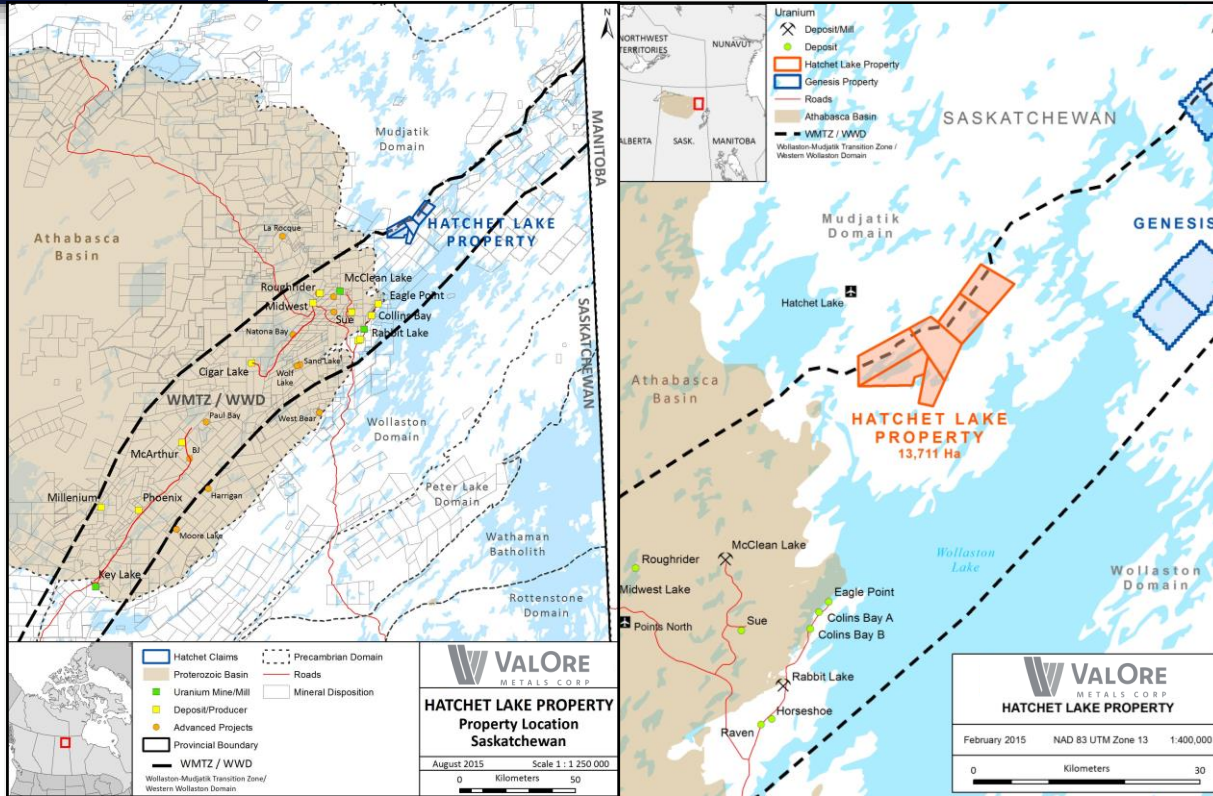 N
MANITOBA
SASKATCHEWAN
Mudjatik
Domain
HATCHET LAKE
PROPERTY
Athabasca
Basin
La Rocque
McClean Lake
Roughrider
Eagle Point
Midwest
Sue
Collins Bay
Natona Bay
Rabbit Lake
Cigar Lake
Sand Lake
Wolf
Lake
WMTZ / WWD
Paul Bay
West Bear
Wollaston
Domain
McArthur
BJ
Millenium
Phoenix
Harrigan
Peter Lake
Domain
Moore Lake
Wathaman
Batholith
Key Lake
Rottenstone
Domain
Hatchet Claims
Proterozoic Basin
Uranium Mine/Mill
Deposit/Producer
Advanced Projects
Provincial Boundary
WMTZ / WWD
Wollaston-Mudjatik Transition Zone/
Western Wollaston Domain
Precambrian Domain
Roads
Mineral Disposition
VALORE
METALS CORP
HATCHET LAKE PROPERTY
Property Location
Saskatchewan
August 2015 Scale 1 : 1 250 000
Kilometers
0 50
NORTHWEST
TERRITORIES
NUNAVUT
ALBERTA SASK. MANITOBA
Uranium
Deposit/Mill
Deposit
Hatchet Lake Property
Genesis Property
Roads
Athabasca Basin
WMTZ / WWD
Wollaston-Mudjatik Transition Zone /
Western Wollaston Domain
SASKATCHEWAN
Mudjatik
Domain
GENESIS
Hatchet Lake
Athabasca
Basin
HATCHET LAKE
PROPERTY
13,711 Ha
McClean Lake
Roughrider
Wollaston
Lake
Wollaston
Domain
Midwest Lake
Eagle Point
Colins Bay A
Points North
Sue
Colins Bay B
Rabbit Lake
Horseshoe
Raven
VALORE
METALS CORP
HATCHET LAKE PROPERTY
February 2015 NAD 83 UTM Zone 13 1:400,000
Kilometers
0 30